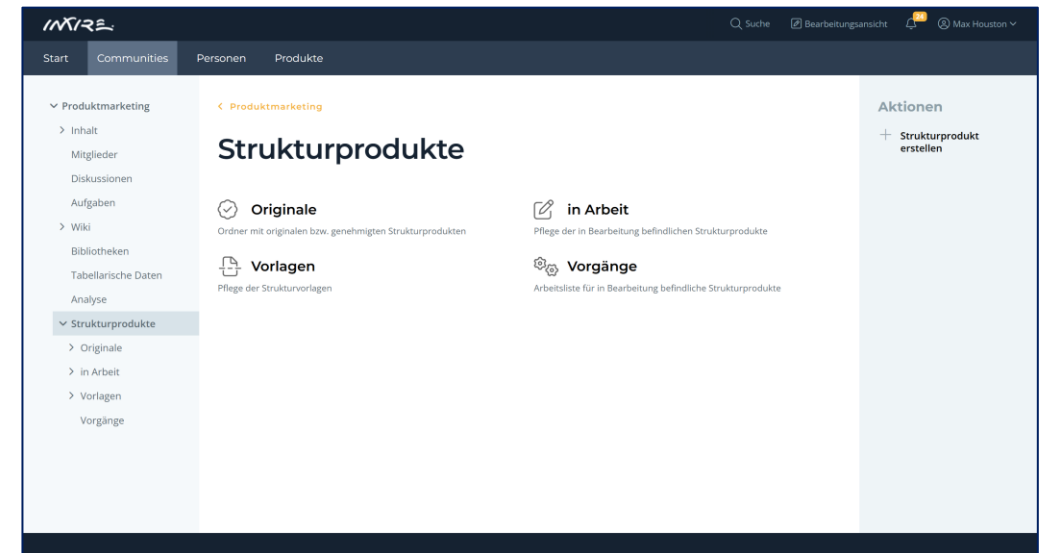 INTIRE.
Suche Bearbeitungsansicht 24 Max Houston
Start Communities Personen Produkte
Produktmarketing
Inhalt
Mitglieder
Diskussionen
Aufgaben
Wiki
Bibliotheken
Tabellarische Daten
Analyse
Strukturprodukte
Originale
in Arbeit
Vorlagen
Vorgänge
Produktmarketing
Strukturprodukte
Originale
Ordner mit originalen bzw. genehmigten Strukturprodukten
in Arbeit
Pflege der in Bearbeitung befindlichen Strukturprodukte
Vorlagen
Pflege der Strukturvorlagen
Vorgänge
Arbeitsliste für in Bearbeitung befindliche Strukturprodukte
Aktionen
Strukturprodukt
erstellen